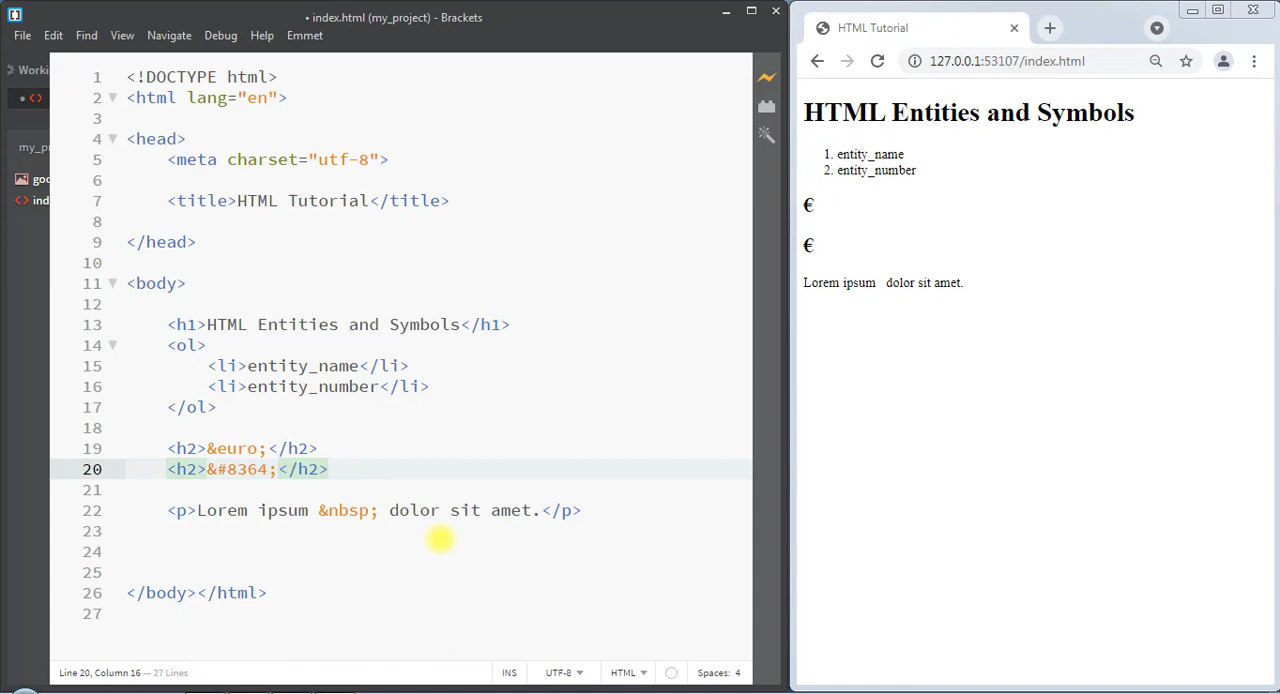 • index.html (my_project) - Brackets
File Edit Find View Navigate Debug Help Emmet
Worki
my_pr
goo
ind
1 <!DOCTYPE html>
2 <html lang="en">
3
4 <head>
5 <meta charset="utf-8">
6
7 <title>HTML Tutorial</title>
8
9 </head>
10
11 <body>
12
13 <h1>HTML Entities and Symbols</h1>
14 <ol>
15 <li>entity_name</li>
16 <li>entity_number</li>
17 </ol>
18
19 <h2>&euro;</h2>
20 <h2>&#8364;</h2>
21
22 <p>Lorem ipsum &nbsp; dolor sit amet.</p>
23
24
25
26 </body></html>
27
Line 20, Column 16 — 27 Lines
INS UTF-8 HTML Spaces: 4
HTML Tutorial
127.0.0.1:53107/index.html
HTML Entities and Symbols
1. entity_name
2. entity_number
€
€
Lorem ipsum   dolor sit amet.